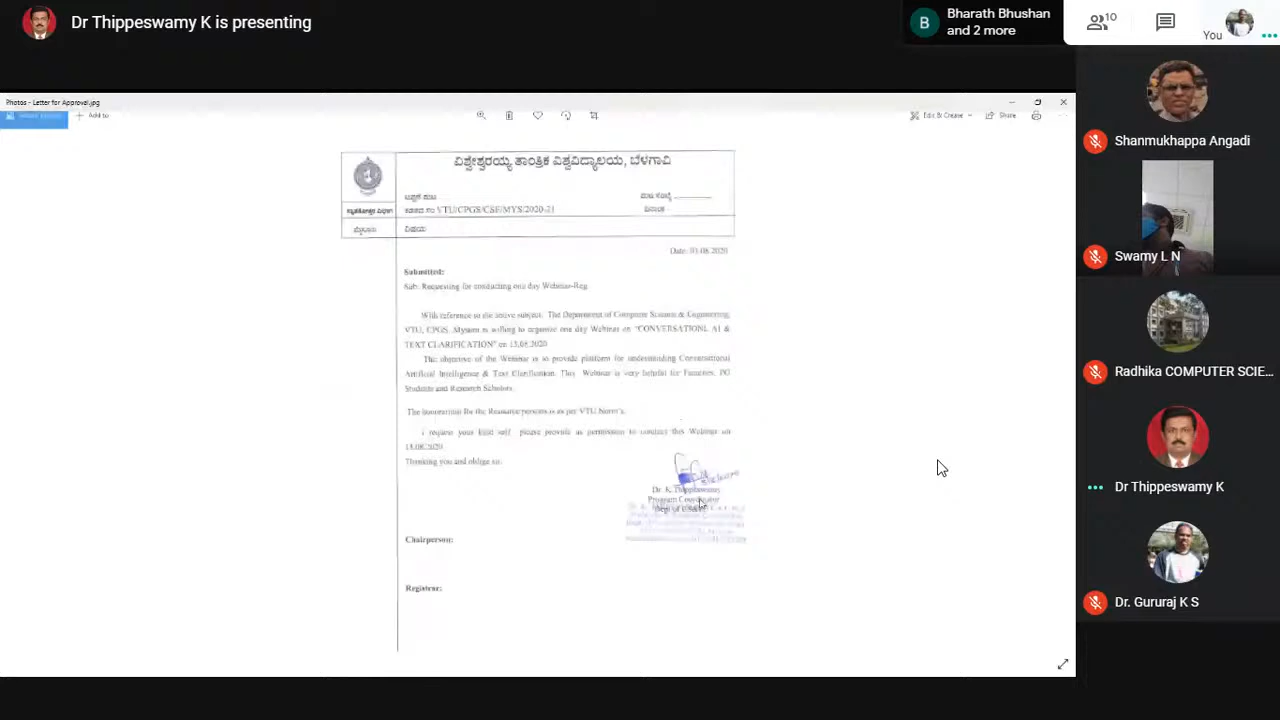 Dr Thippeswamy K is presenting
Bharath Bhushan
and 2 more
B
10
You
Photos - Letter for Approval.jpg
Add to
Edit & Create
Share
ವಿಶ್ವೇಶ್ವರಯ್ಯ ತಾಂತ್ರಿಕ ವಿಶ್ವವಿದ್ಯಾಲಯ, ಬೆಳಗಾವಿ
VTU/CPGS/CSE/MYS/2020-21
ಮೈಸೂರು
ವಿಷಯ
Date: 03.08.2020
Submitted:
Sub: Requesting for conducting one day Webinar-Reg
With reference to the above subject. The Department of Computer Science & Engineering,
VTU, CPGS, Mysuru is willing to organize one day Webinar on "CONVERSATIONL AI &
TEXT CLARIFICATION" on 13.08.2020
The objective of the Webinar is to provide platform for understanding Conversational
Artificial Intelligence & Text Clarification. This Webinar is very helpful for Faculties, PG
Students and Research Scholars.
The honorarium for the Resource persons is as per VTU Norm's.
I request your kind self please provide us permission to conduct this Webinar on
13.08.2020
Thanking you and oblige sir.
Dr. K. Thippeswamy
Program Coordinator
Chairperson:
Registrar:
Shanmukhappa Angadi
Swamy L N
Radhika COMPUTER SCIE...
Dr Thippeswamy K
Dr. Gururaj K S